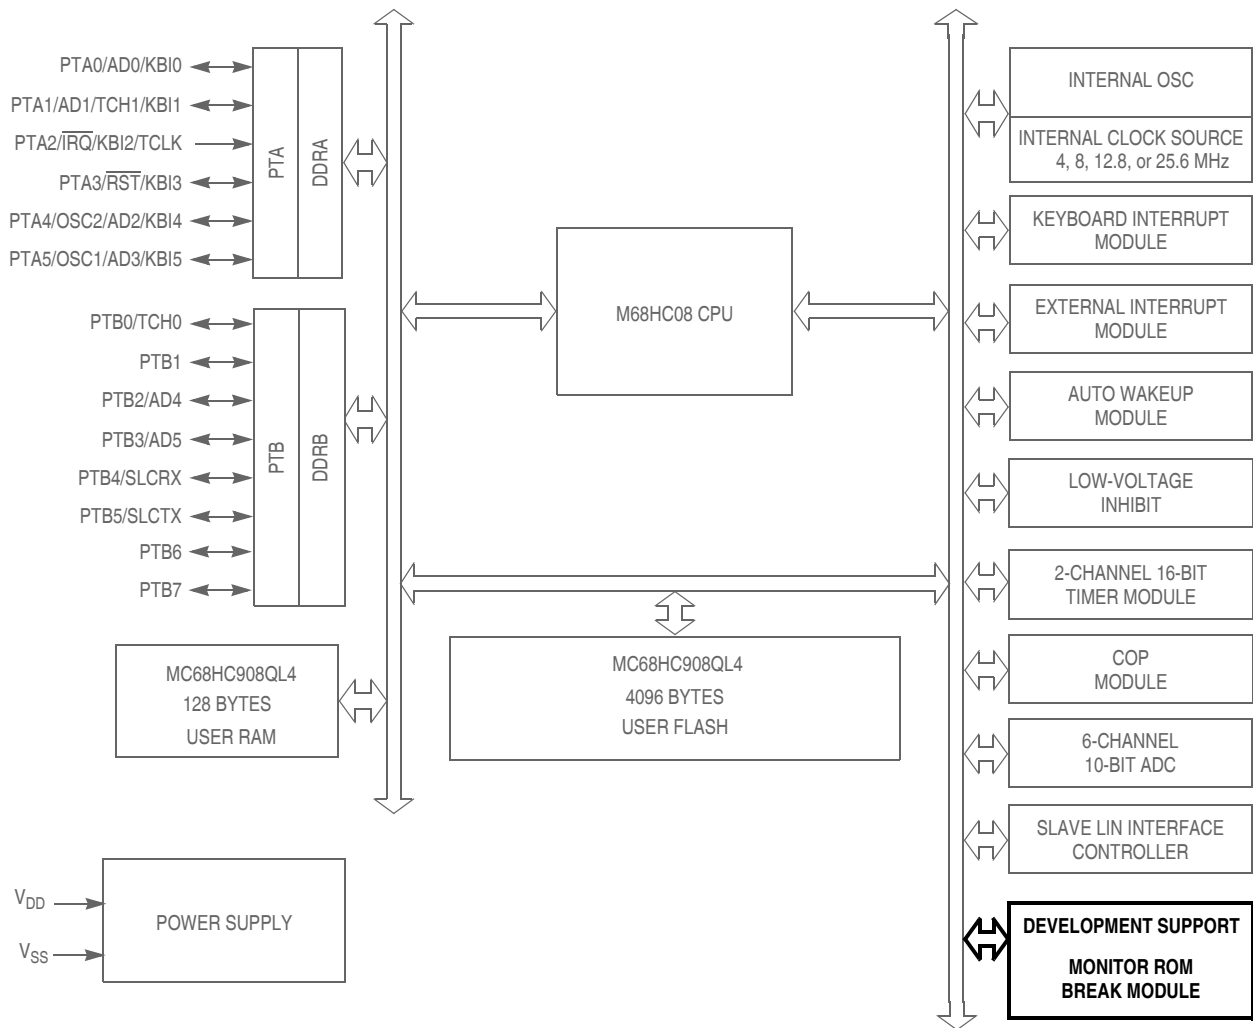 PTA0/AD0/KBI0
PTA1/AD1/TCH1/KBI1
PTA2/IRQ/KBI2/TCLK
PTA3/RST/KBI3
PTA4/OSC2/AD2/KBI4
PTA5/OSC1/AD3/KBI5
PTA
DDRA
PTB0/TCH0
PTB1
PTB2/AD4
PTB3/AD5
PTB4/SLCRX
PTB5/SLCTX
PTB6
PTB7
PTB
DDRB
MC68HC908QL4
128 BYTES
USER RAM
VDD
VSS
POWER SUPPLY
M68HC08 CPU
MC68HC908QL4
4096 BYTES
USER FLASH
INTERNAL OSC
INTERNAL CLOCK SOURCE
4, 8, 12.8, or 25.6 MHz
KEYBOARD INTERRUPT
MODULE
EXTERNAL INTERRUPT
MODULE
AUTO WAKEUP
MODULE
LOW-VOLTAGE
INHIBIT
2-CHANNEL 16-BIT
TIMER MODULE
COP
MODULE
6-CHANNEL
10-BIT ADC
SLAVE LIN INTERFACE
CONTROLLER
DEVELOPMENT SUPPORT
MONITOR ROM
BREAK MODULE